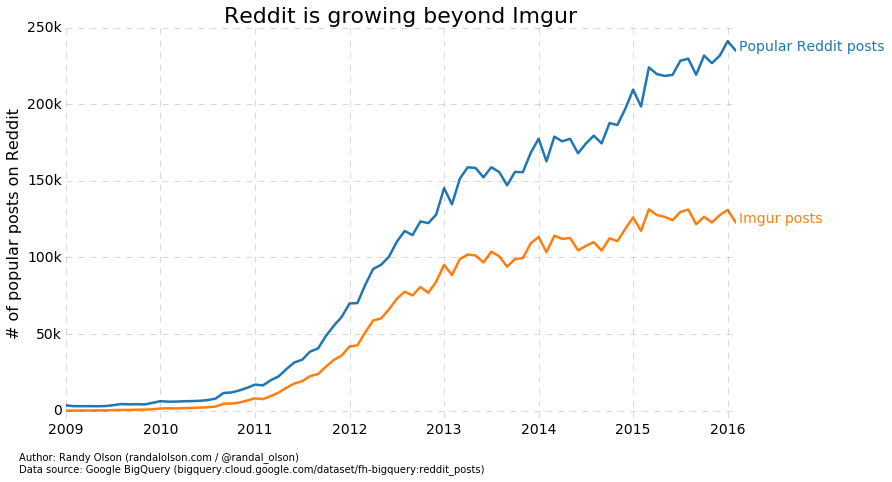 Reddit is growing beyond Imgur
250k
Popular Reddit posts
200k
150k
Imgur posts
100k
50k
0
# of popular posts on Reddit
2009 2010 2011 2012 2013 2014 2015 2016
Author: Randy Olson (randalolson.com / @randal_olson)
Data source: Google BigQuery (bigquery.cloud.google.com/dataset/fh-bigquery:reddit_posts)